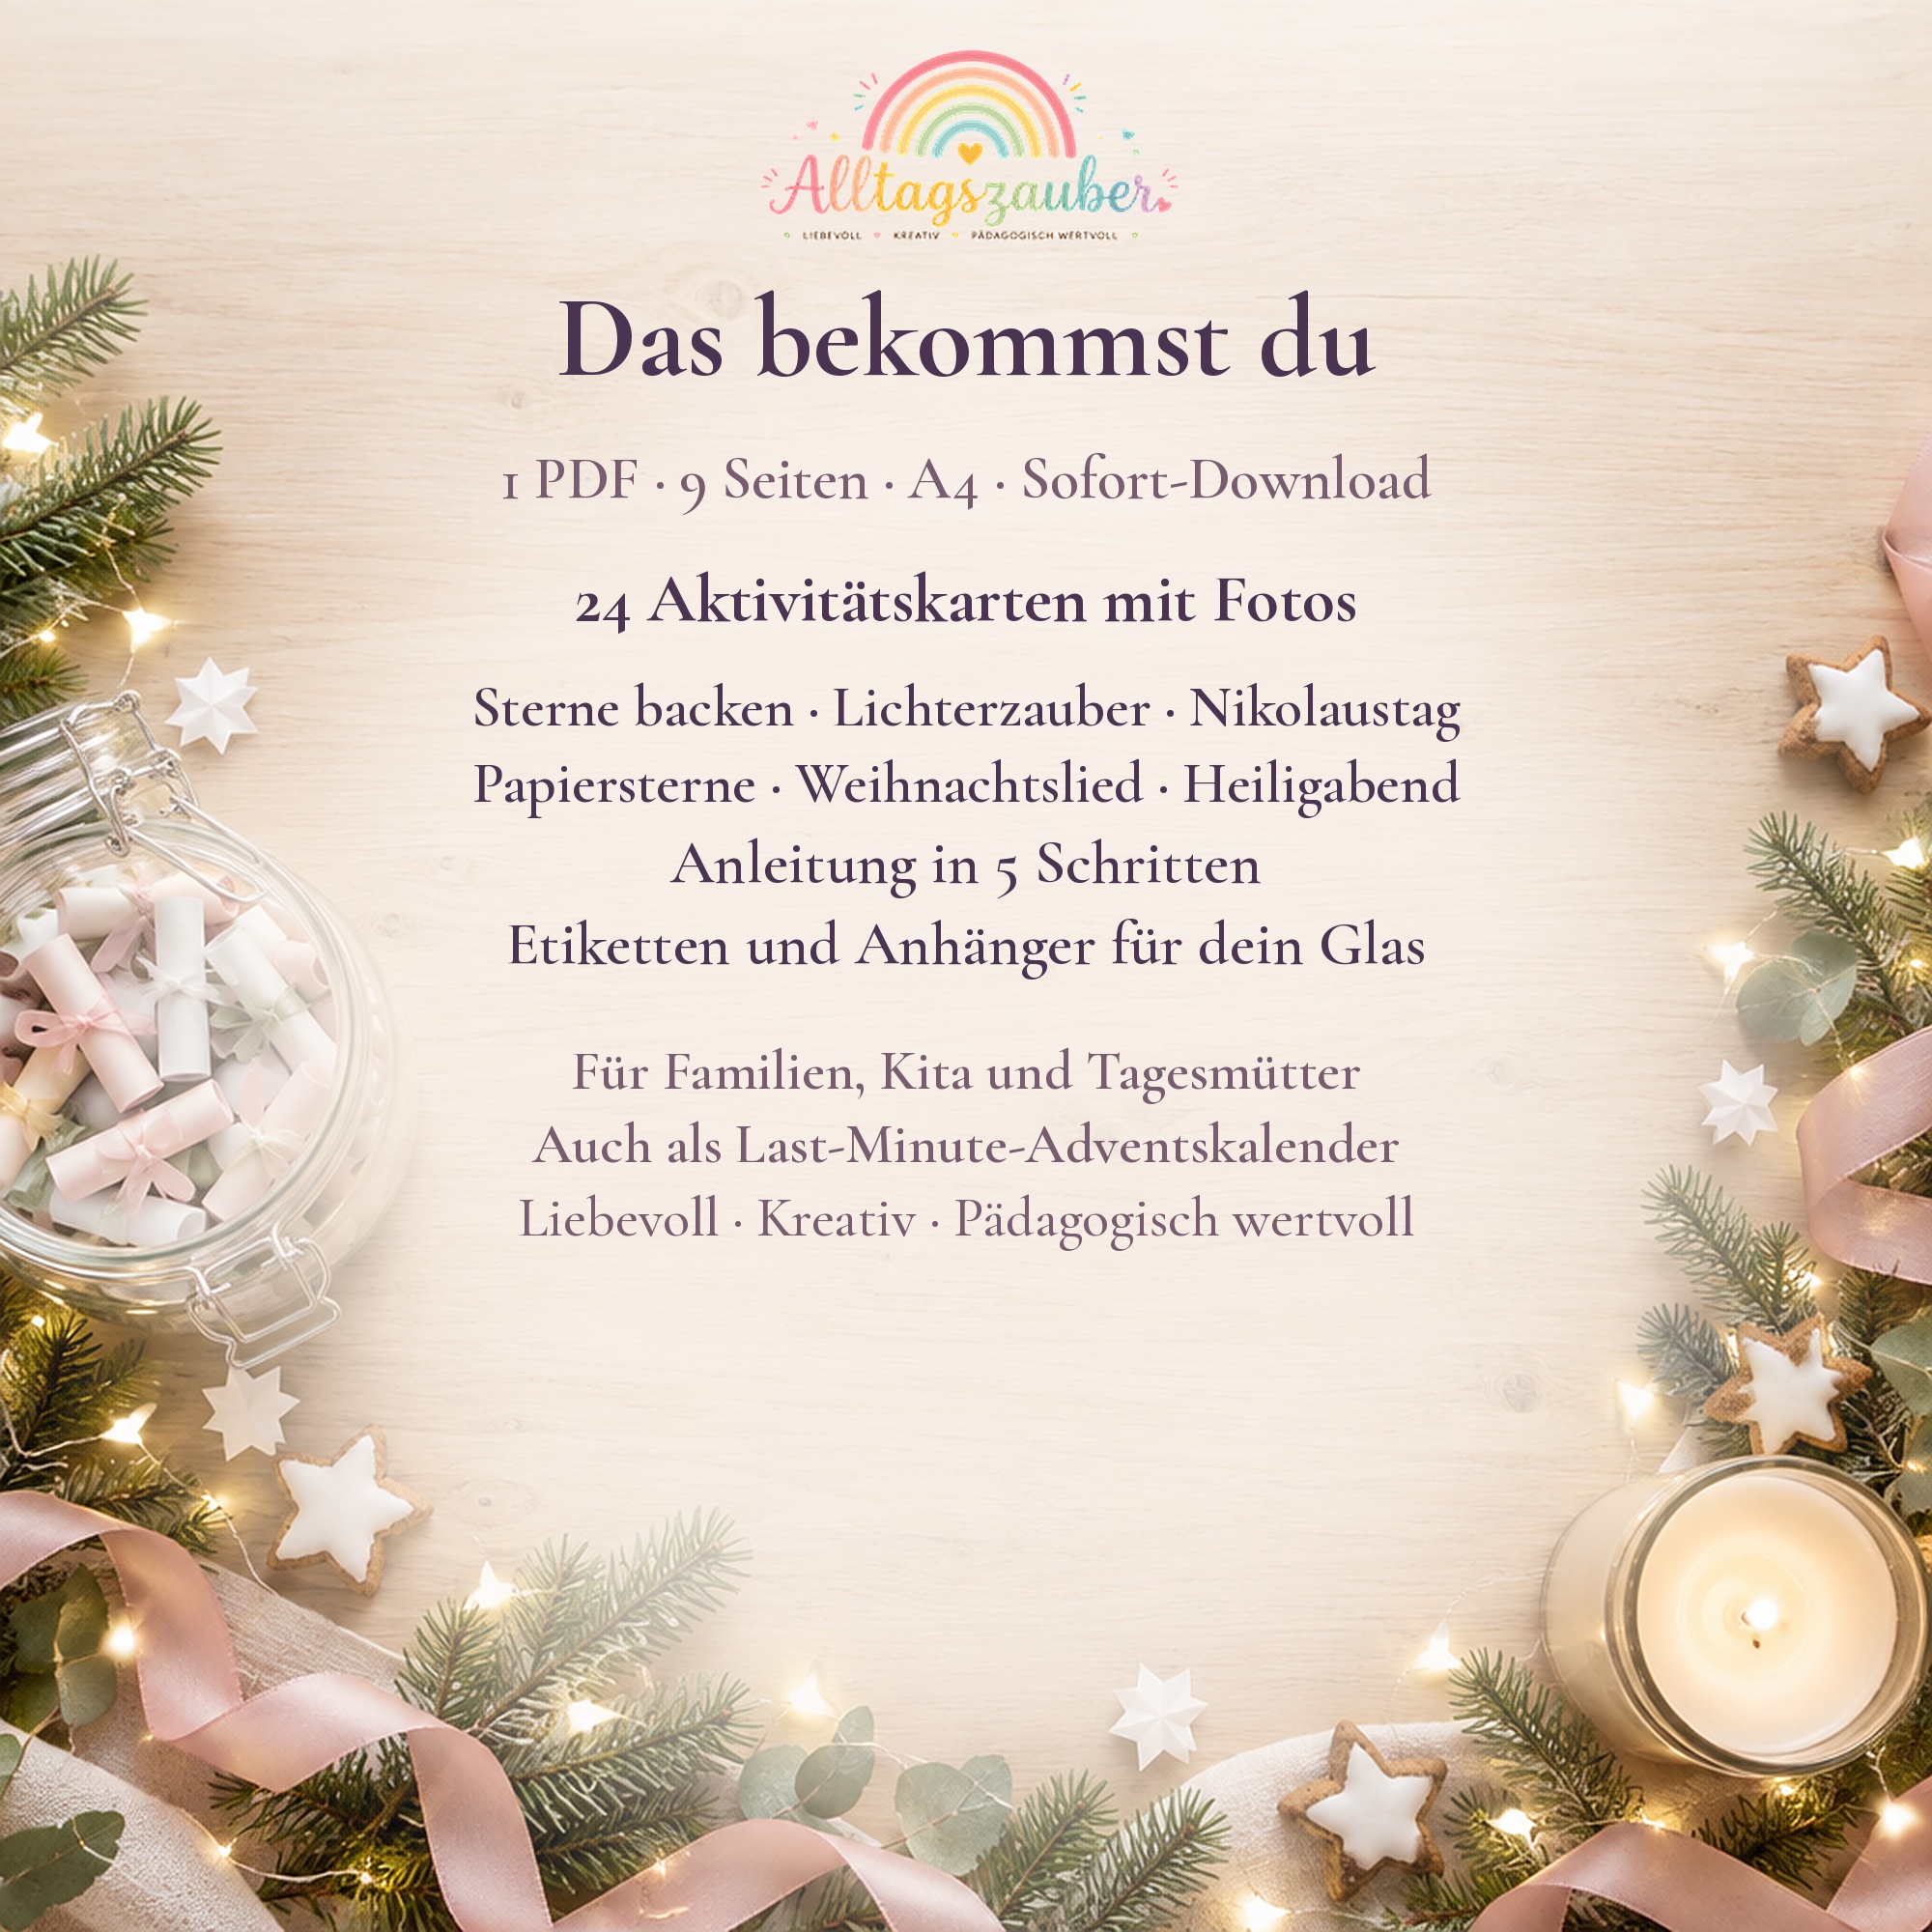 Alltagszauber
LIEBEVOLL KREATIV PÄDAGOGISCH WERTVOLL
Das bekommst du
1 PDF · 9 Seiten · A4 · Sofort-Download
24 Aktivitätskarten mit Fotos
Sterne backen · Lichterzauber · Nikolaustag
Papiersterne · Weihnachtslied · Heiligabend
Anleitung in 5 Schritten
Etiketten und Anhänger für dein Glas
Für Familien, Kita und Tagesmütter
Auch als Last-Minute-Adventskalender
Liebevoll · Kreativ · Pädagogisch wertvoll